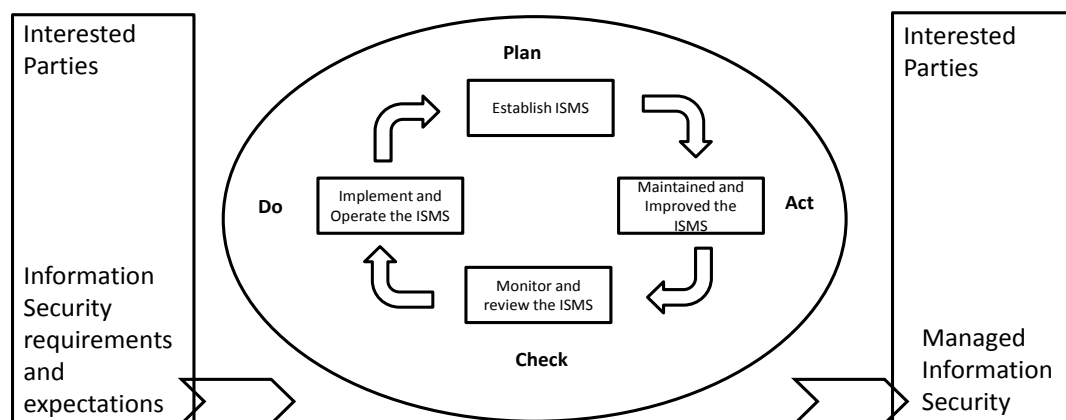 Interested
Parties
Information
Security
requirements
and
expectations
Plan
Establish ISMS
Do
Implement and
Operate the ISMS
Maintained and
Improved the
ISMS
Act
Monitor and
review the ISMS
Check
Interested
Parties
Managed
Information
Security